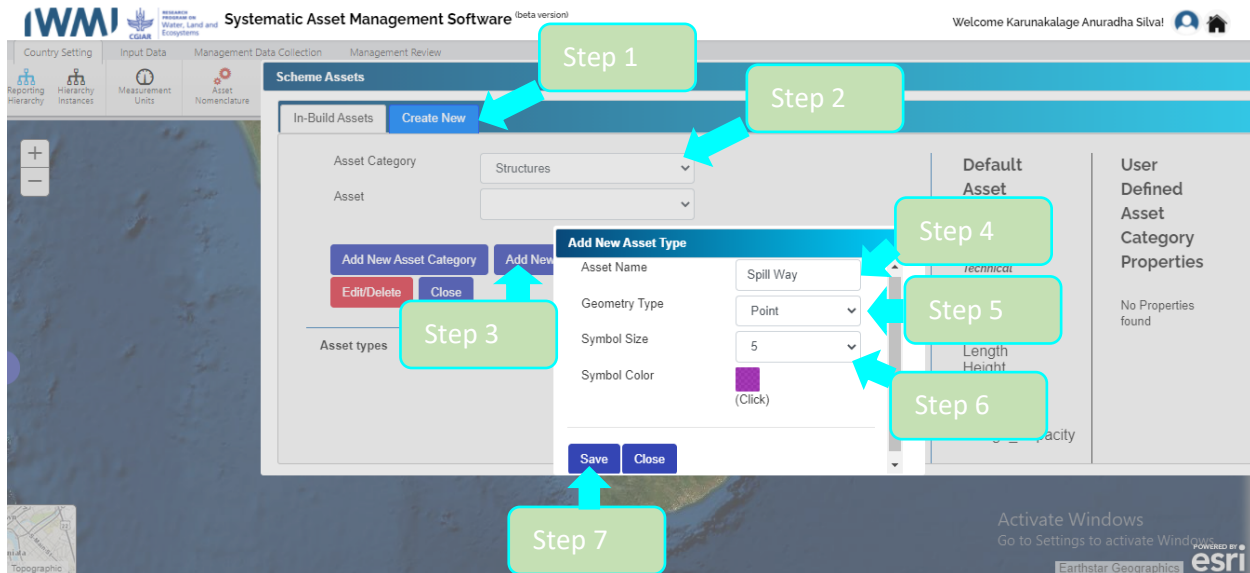 IWMI
CGIAR
RESEARCH
PROGRAM ON
Water, Land and
Ecosystems
Systematic Asset Management Software (beta version)
Welcome Karunakalage Anuradha Silva!
Country Setting Input Data Management Data Collection Management Review
Reporting Hierarchy
Hierarchy Instances
Measurement Units
Asset Nomenclature
Scheme Assets
Step 1
Step 2
In-Build Assets Create New
Asset Category Structures
Asset
Default
Asset
Technical
Length
Height
User
Defined
Asset
Category
Properties
No Properties
found
Add New Asset Category Add New
Edit/Delete Close
Step 3
Asset types
Add New Asset Type
Asset Name Spill Way
Step 4
Geometry Type Point
Step 5
Symbol Size 5
Symbol Color
(Click)
Step 6
Save Close
Step 7
Activate Windows
Go to Settings to activate Windows.
Topographic
Earthstar Geographics
POWERED BY
esri